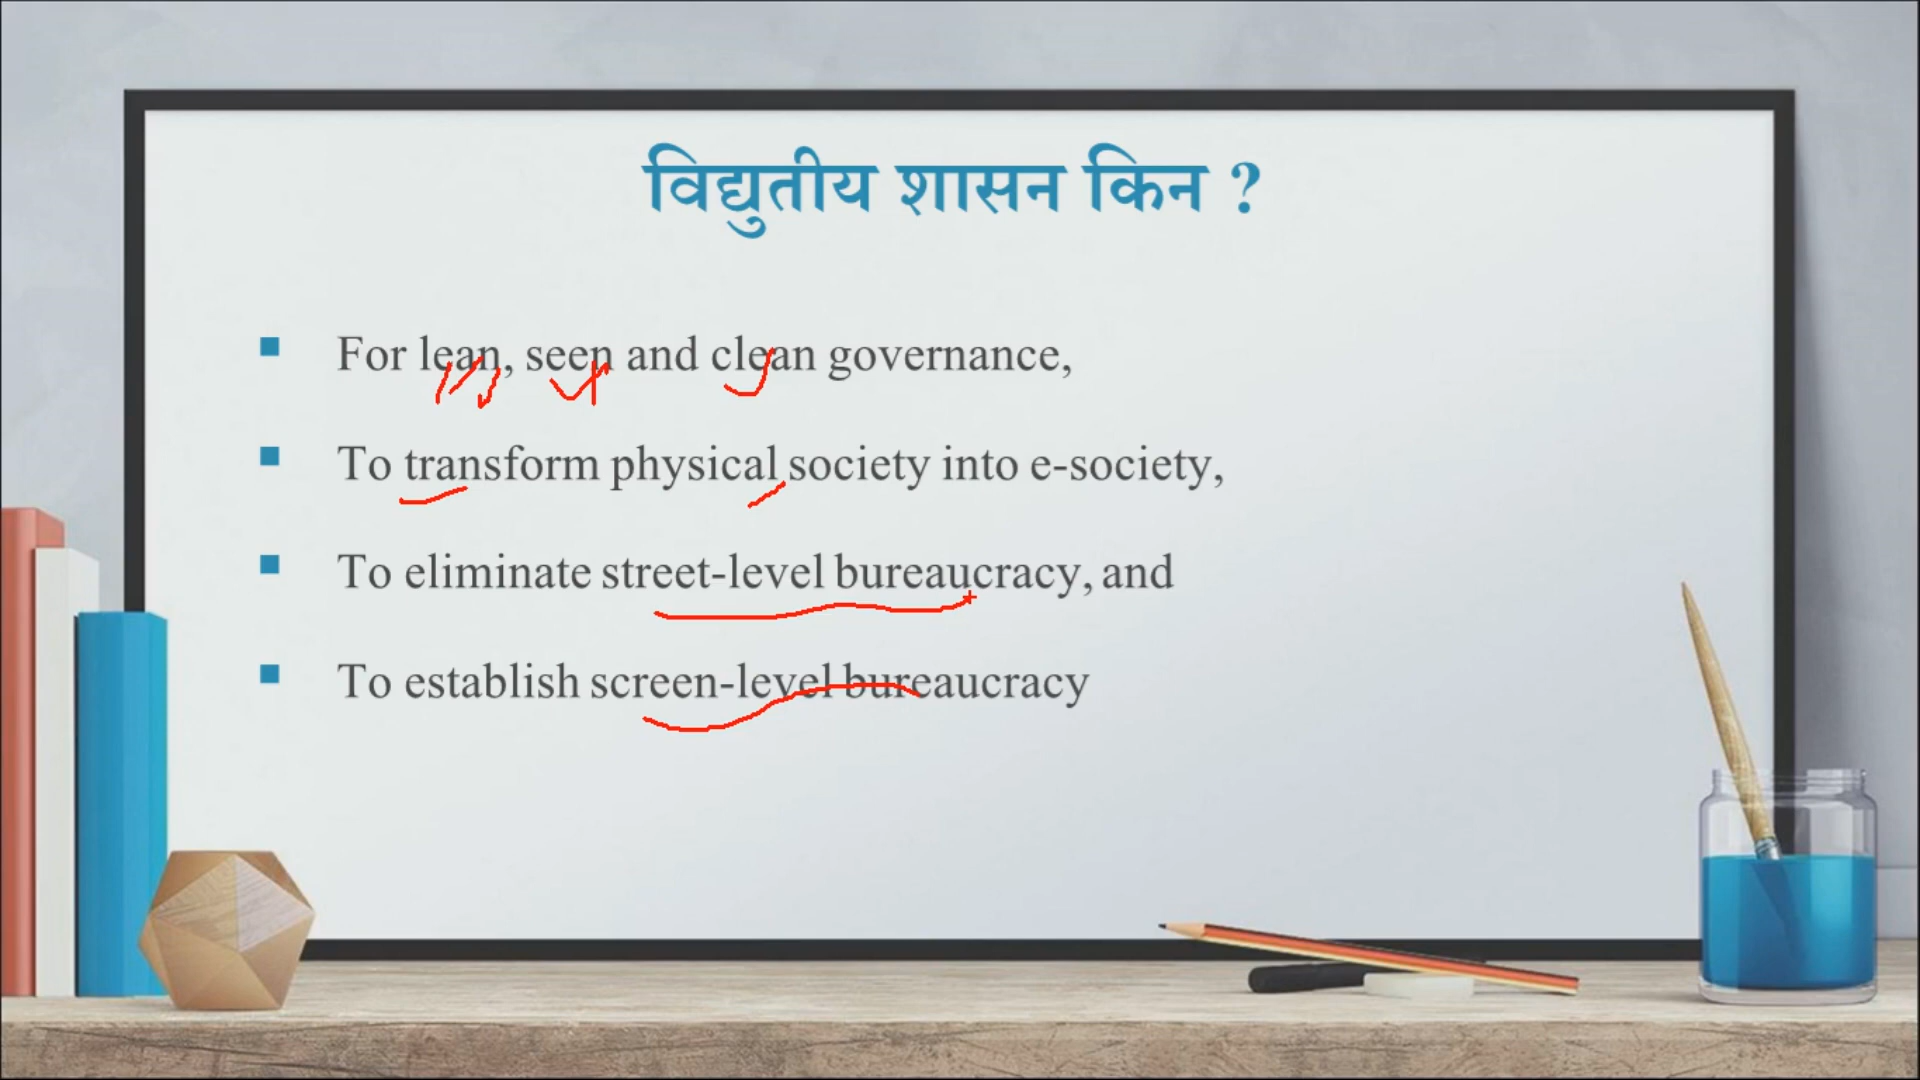 विद्युतीय शासन किन ?
For lean, seen and clean governance,
To transform physical society into e-society,
To eliminate street-level bureaucracy, and
To establish screen-level bureaucracy